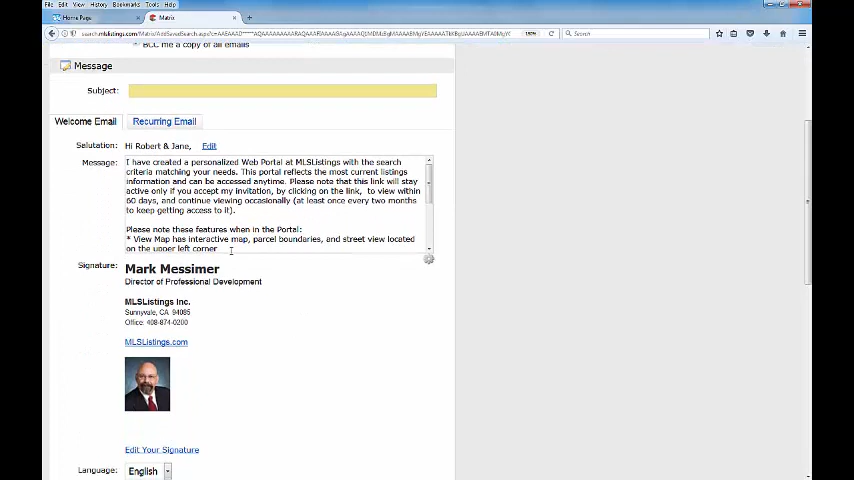 File Edit View History Bookmarks Tools Help
Home Page × Matrix × +
150% Search
BCC me a copy of all emails
Message
Subject:
Welcome Email Recurring Email
Salutation: Hi Robert & Jane, Edit
Message: I have created a personalized Web Portal at MLSListings with the search
criteria matching your needs. This portal reflects the most current listings
information and can be accessed anytime. Please note that this link will stay
active only if you accept my invitation, by clicking on the link, to view within
60 days, and continue viewing occasionally (at least once every two months
to keep getting access to it).
Please note these features when in the Portal:
* View Map has interactive map, parcel boundaries, and street view located
on the upper left corner
Signature: Mark Messimer
Director of Professional Development
MLSListings Inc.
Sunnyvale, CA 94085
Office: 408-874-0200
MLSListings.com
Edit Your Signature
Language: English